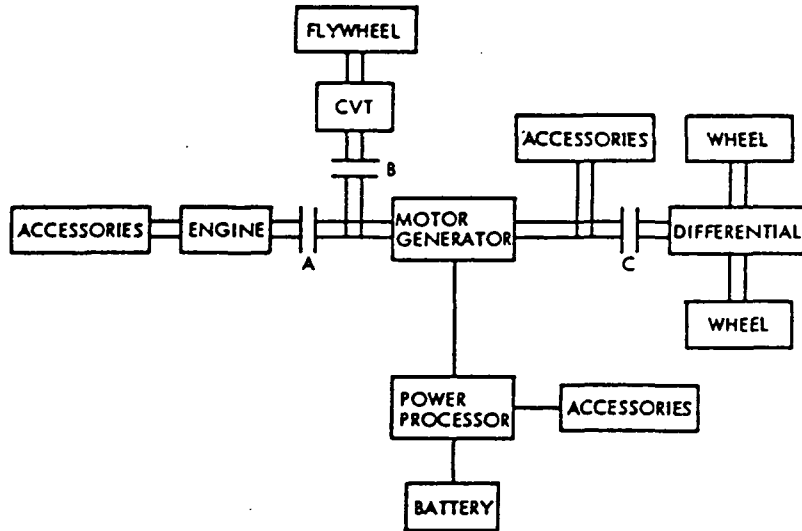 FLYWHEEL
CVT
B
ACCESSORIES
WHEEL
ACCESSORIES
ENGINE
A
MOTOR
GENERATOR
C
DIFFERENTIAL
WHEEL
POWER
PROCESSOR
ACCESSORIES
BATTERY